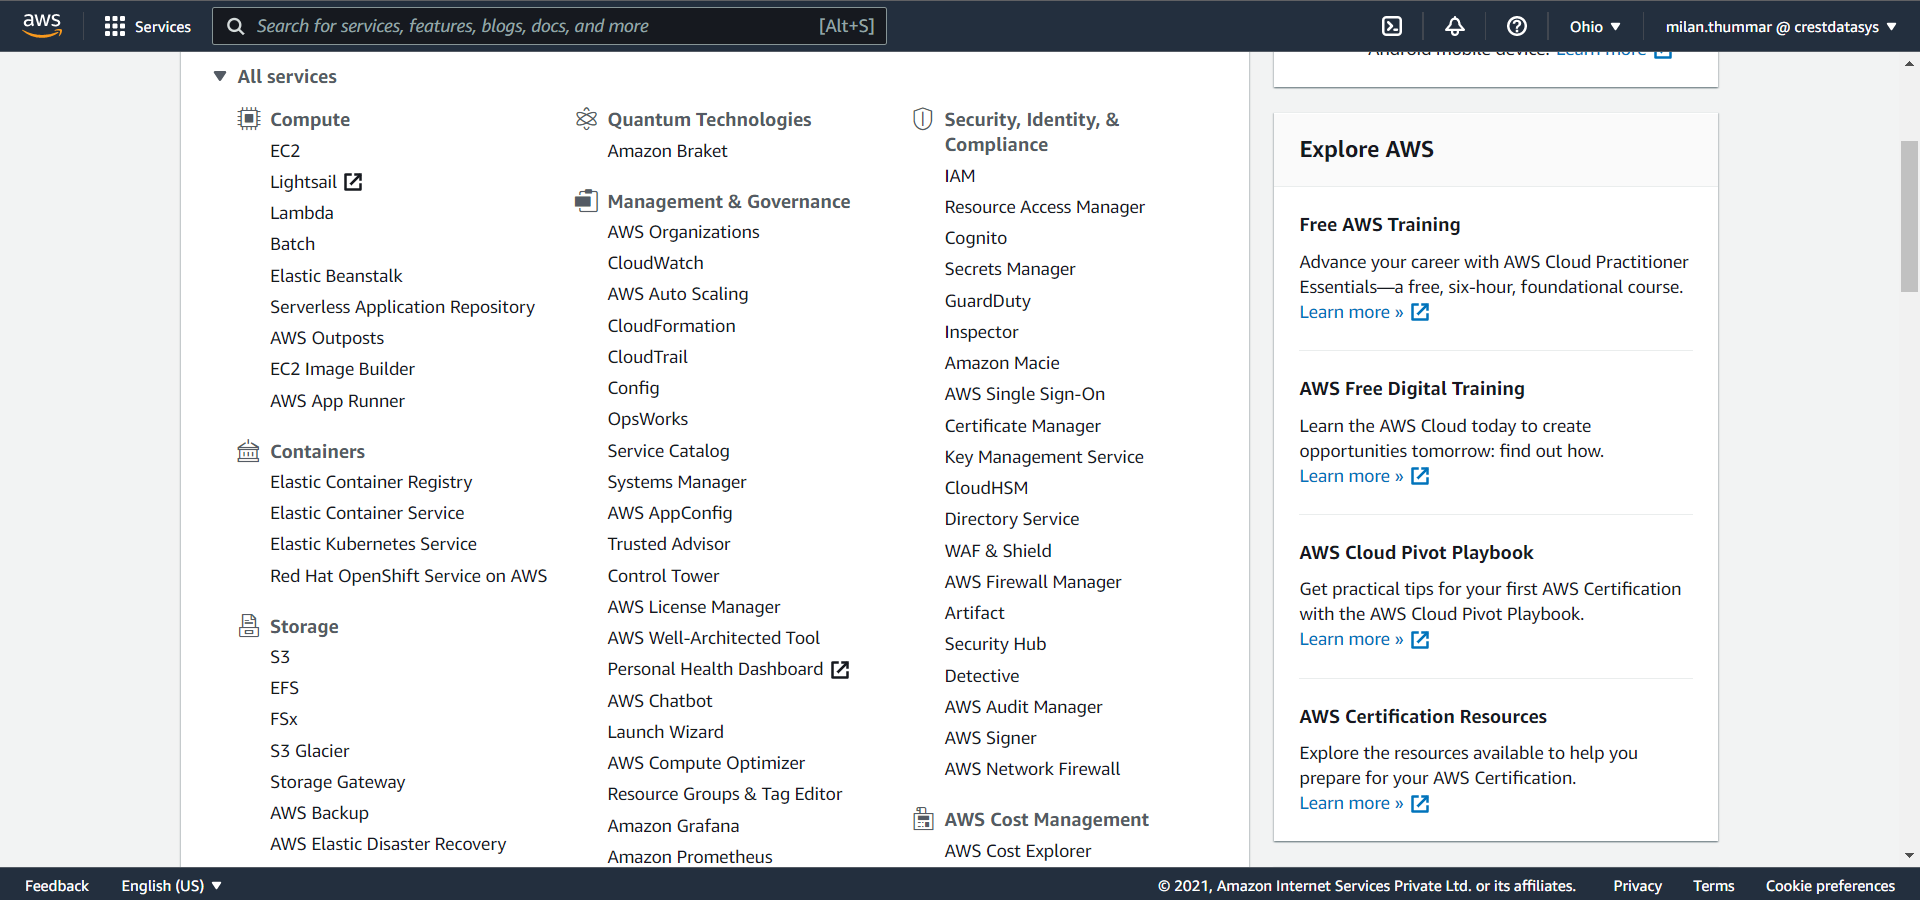 aws
Services
Search for services, features, blogs, docs, and more
[Alt+S]
Ohio ▼
milan.thummar @ crestdatasys ▼
Android mobile device. Learn more
▼ All services
Compute
EC2
Lightsail
Lambda
Batch
Elastic Beanstalk
Serverless Application Repository
AWS Outposts
EC2 Image Builder
AWS App Runner
Containers
Elastic Container Registry
Elastic Container Service
Elastic Kubernetes Service
Red Hat OpenShift Service on AWS
Storage
S3
EFS
FSx
S3 Glacier
Storage Gateway
AWS Backup
AWS Elastic Disaster Recovery
Quantum Technologies
Amazon Braket
Management & Governance
AWS Organizations
CloudWatch
AWS Auto Scaling
CloudFormation
CloudTrail
Config
OpsWorks
Service Catalog
Systems Manager
AWS AppConfig
Trusted Advisor
Control Tower
AWS License Manager
AWS Well-Architected Tool
Personal Health Dashboard
AWS Chatbot
Launch Wizard
AWS Compute Optimizer
Resource Groups & Tag Editor
Amazon Grafana
Amazon Prometheus
Security, Identity, &
Compliance
IAM
Resource Access Manager
Cognito
Secrets Manager
GuardDuty
Inspector
Amazon Macie
AWS Single Sign-On
Certificate Manager
Key Management Service
CloudHSM
Directory Service
WAF & Shield
AWS Firewall Manager
Artifact
Security Hub
Detective
AWS Audit Manager
AWS Signer
AWS Network Firewall
AWS Cost Management
AWS Cost Explorer
Explore AWS
Free AWS Training
Advance your career with AWS Cloud Practitioner
Essentials—a free, six-hour, foundational course.
Learn more »
AWS Free Digital Training
Learn the AWS Cloud today to create
opportunities tomorrow: find out how.
Learn more »
AWS Cloud Pivot Playbook
Get practical tips for your first AWS Certification
with the AWS Cloud Pivot Playbook.
Learn more »
AWS Certification Resources
Explore the resources available to help you
prepare for your AWS Certification.
Learn more »
Feedback
English (US) ▼
© 2021, Amazon Internet Services Private Ltd. or its affiliates.
Privacy
Terms
Cookie preferences